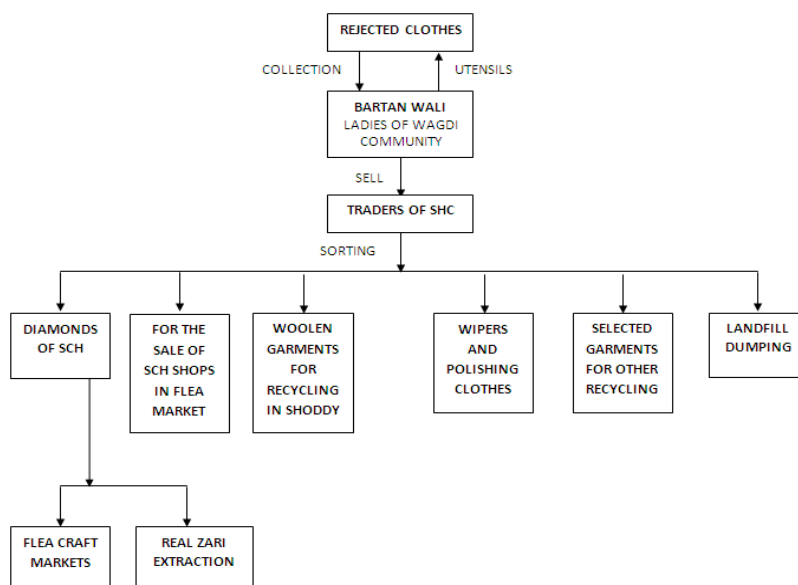 REJECTED CLOTHES
COLLECTION
UTENSILS
BARTAN WALI
LADIES OF WAGDI
COMMUNITY
SELL
TRADERS OF SHC
SORTING
DIAMONDS
OF SCH
FOR THE
SALE OF
SCH SHOPS
IN FLEA
MARKET
WOOLEN
GARMENTS
FOR
RECYCLING
IN SHODDY
WIPERS
AND
POLISHING
CLOTHES
SELECTED
GARMENTS
FOR OTHER
RECYCLING
LANDFILL
DUMPING
FLEA CRAFT
MARKETS
REAL ZARI
EXTRACTION